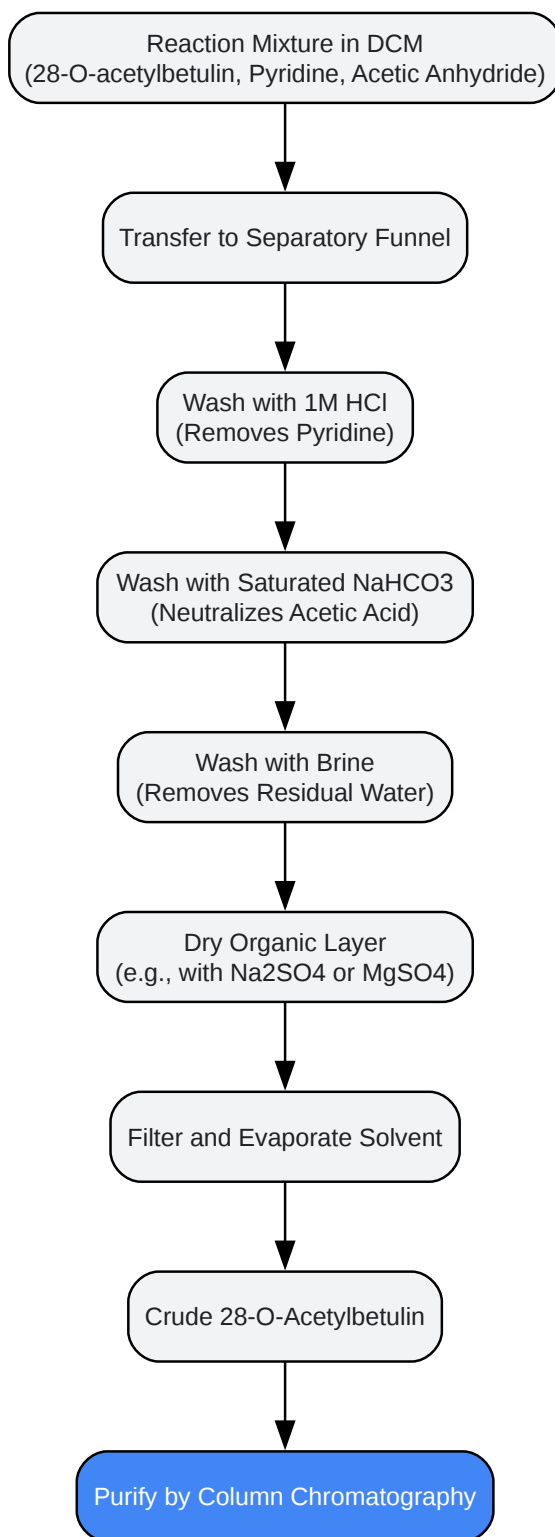 Reaction Mixture in DCM
(28-O-acetylbetulin, Pyridine, Acetic Anhydride)
Transfer to Separatory Funnel
Wash with 1M HCl
(Removes Pyridine)
Wash with Saturated NaHCO3
(Neutralizes Acetic Acid)
Wash with Brine
(Removes Residual Water)
Dry Organic Layer
(e.g., with Na2SO4 or MgSO4)
Filter and Evaporate Solvent
Crude 28-O-Acetylbetulin
Purify by Column Chromatography